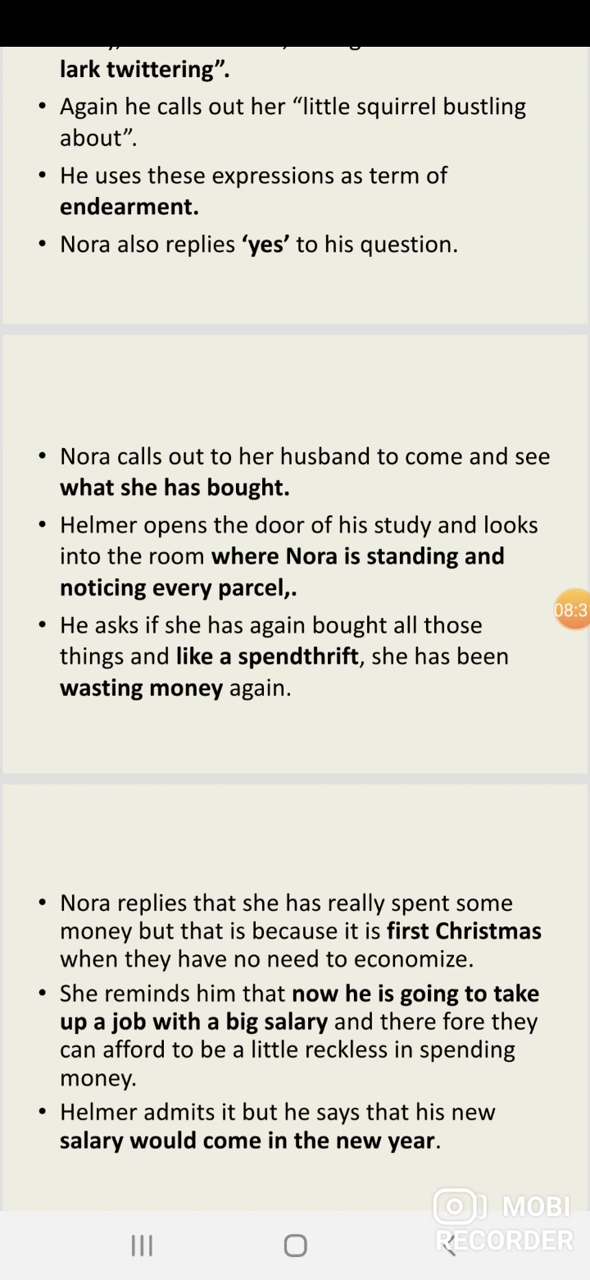 lark twittering”.
• Again he calls out her “little squirrel bustling
about”.
• He uses these expressions as term of
endearment.
• Nora also replies ‘yes’ to his question.
• Nora calls out to her husband to come and see
what she has bought.
• Helmer opens the door of his study and looks
into the room where Nora is standing and
noticing every parcel,.
08:3
• He asks if she has again bought all those
things and like a spendthrift, she has been
wasting money again.
• Nora replies that she has really spent some
money but that is because it is first Christmas
when they have no need to economize.
• She reminds him that now he is going to take
up a job with a big salary and there fore they
can afford to be a little reckless in spending
money.
• Helmer admits it but he says that his new
salary would come in the new year.
MOBI
RECORDER